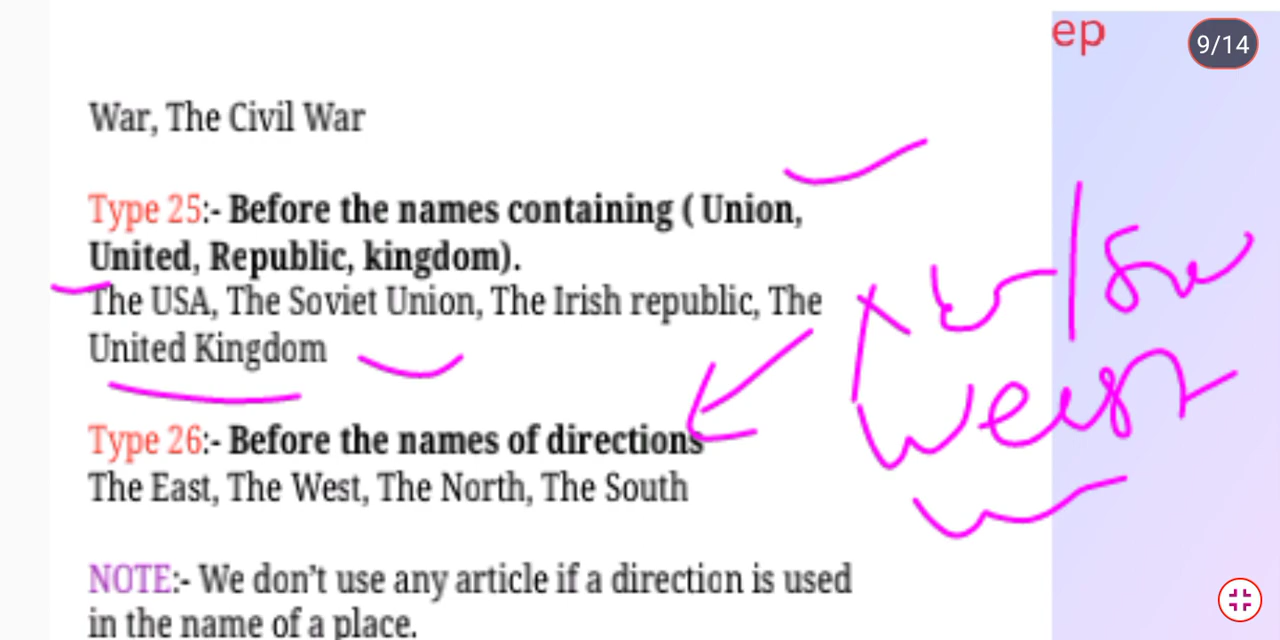 ep
9/14
War, The Civil War
Type 25:- Before the names containing ( Union,
United, Republic, kingdom).
The USA, The Soviet Union, The Irish republic, The
United Kingdom
Type 26:- Before the names of directions
The East, The West, The North, The South
NOTE:- We don’t use any article if a direction is used
in the name of a place.